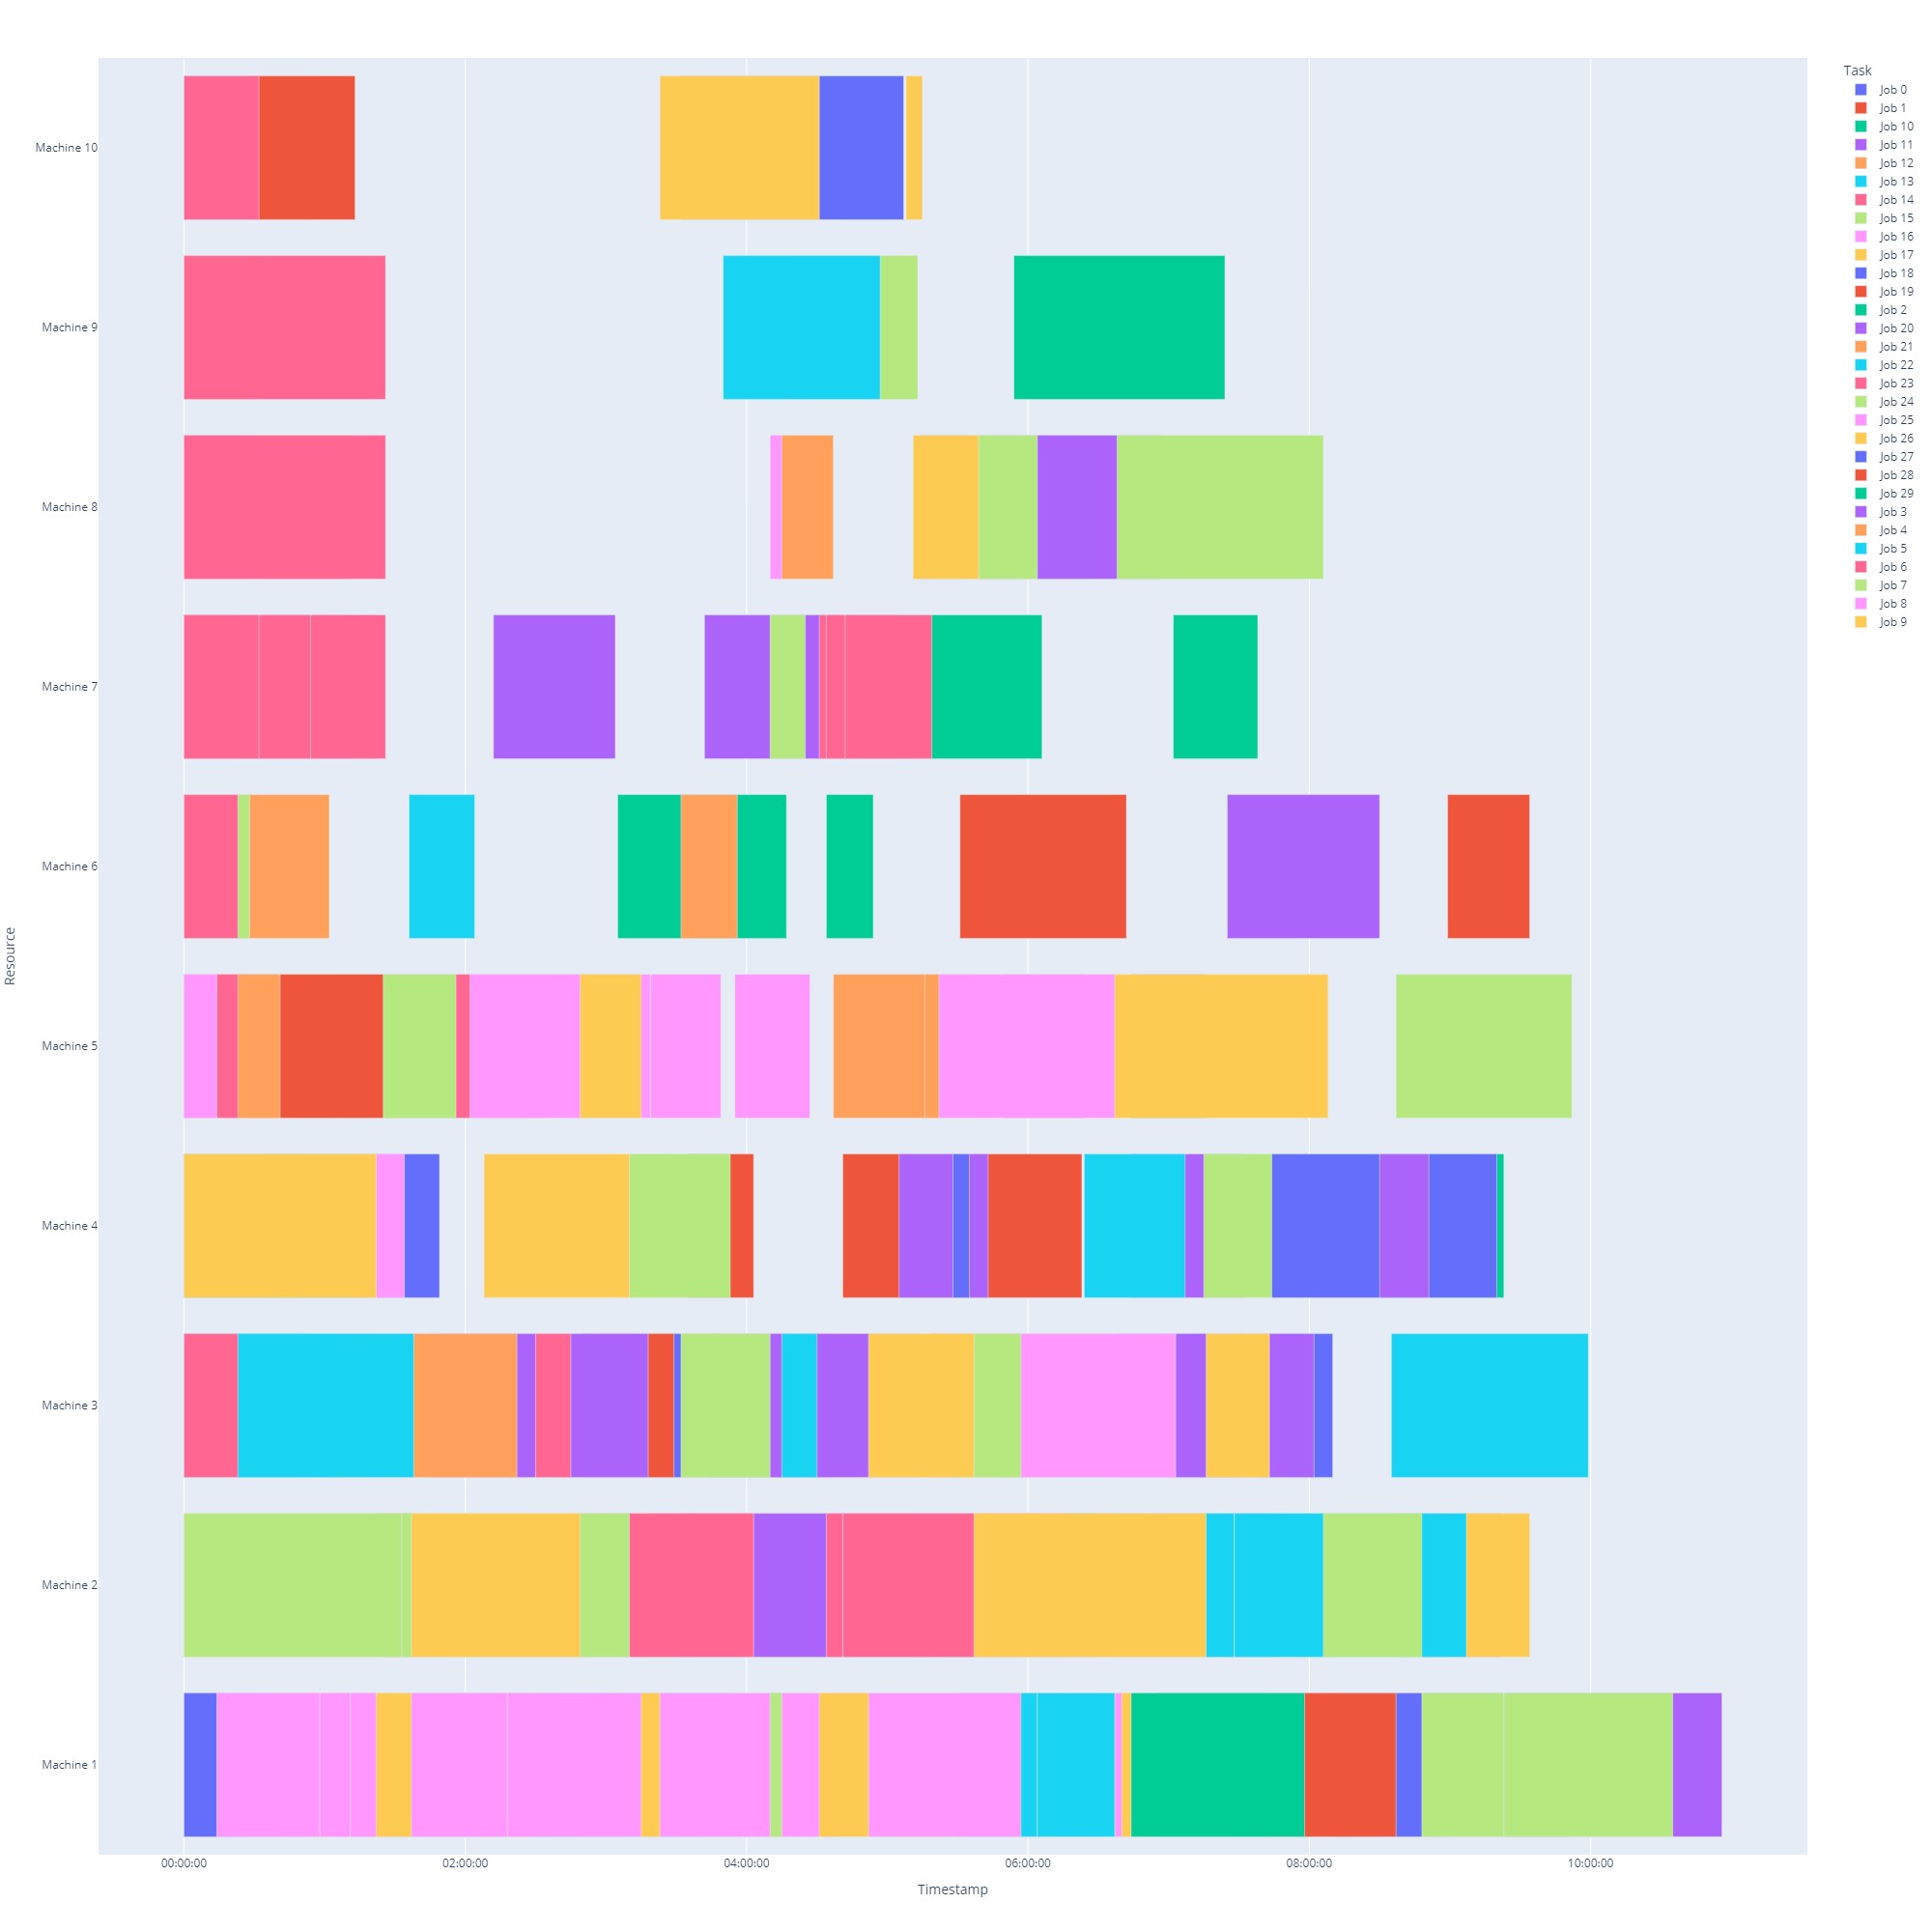 Machine 10
Machine 9
Machine 8
Machine 7
Machine 6
Machine 5
Machine 4
Machine 3
Machine 2
Machine 1
Resource
00:00:00
02:00:00
04:00:00
06:00:00
08:00:00
10:00:00
Timestamp
Task
Job 0
Job 1
Job 10
Job 11
Job 12
Job 13
Job 14
Job 15
Job 16
Job 17
Job 18
Job 19
Job 2
Job 20
Job 21
Job 22
Job 23
Job 24
Job 25
Job 26
Job 27
Job 28
Job 29
Job 3
Job 4
Job 5
Job 6
Job 7
Job 8
Job 9